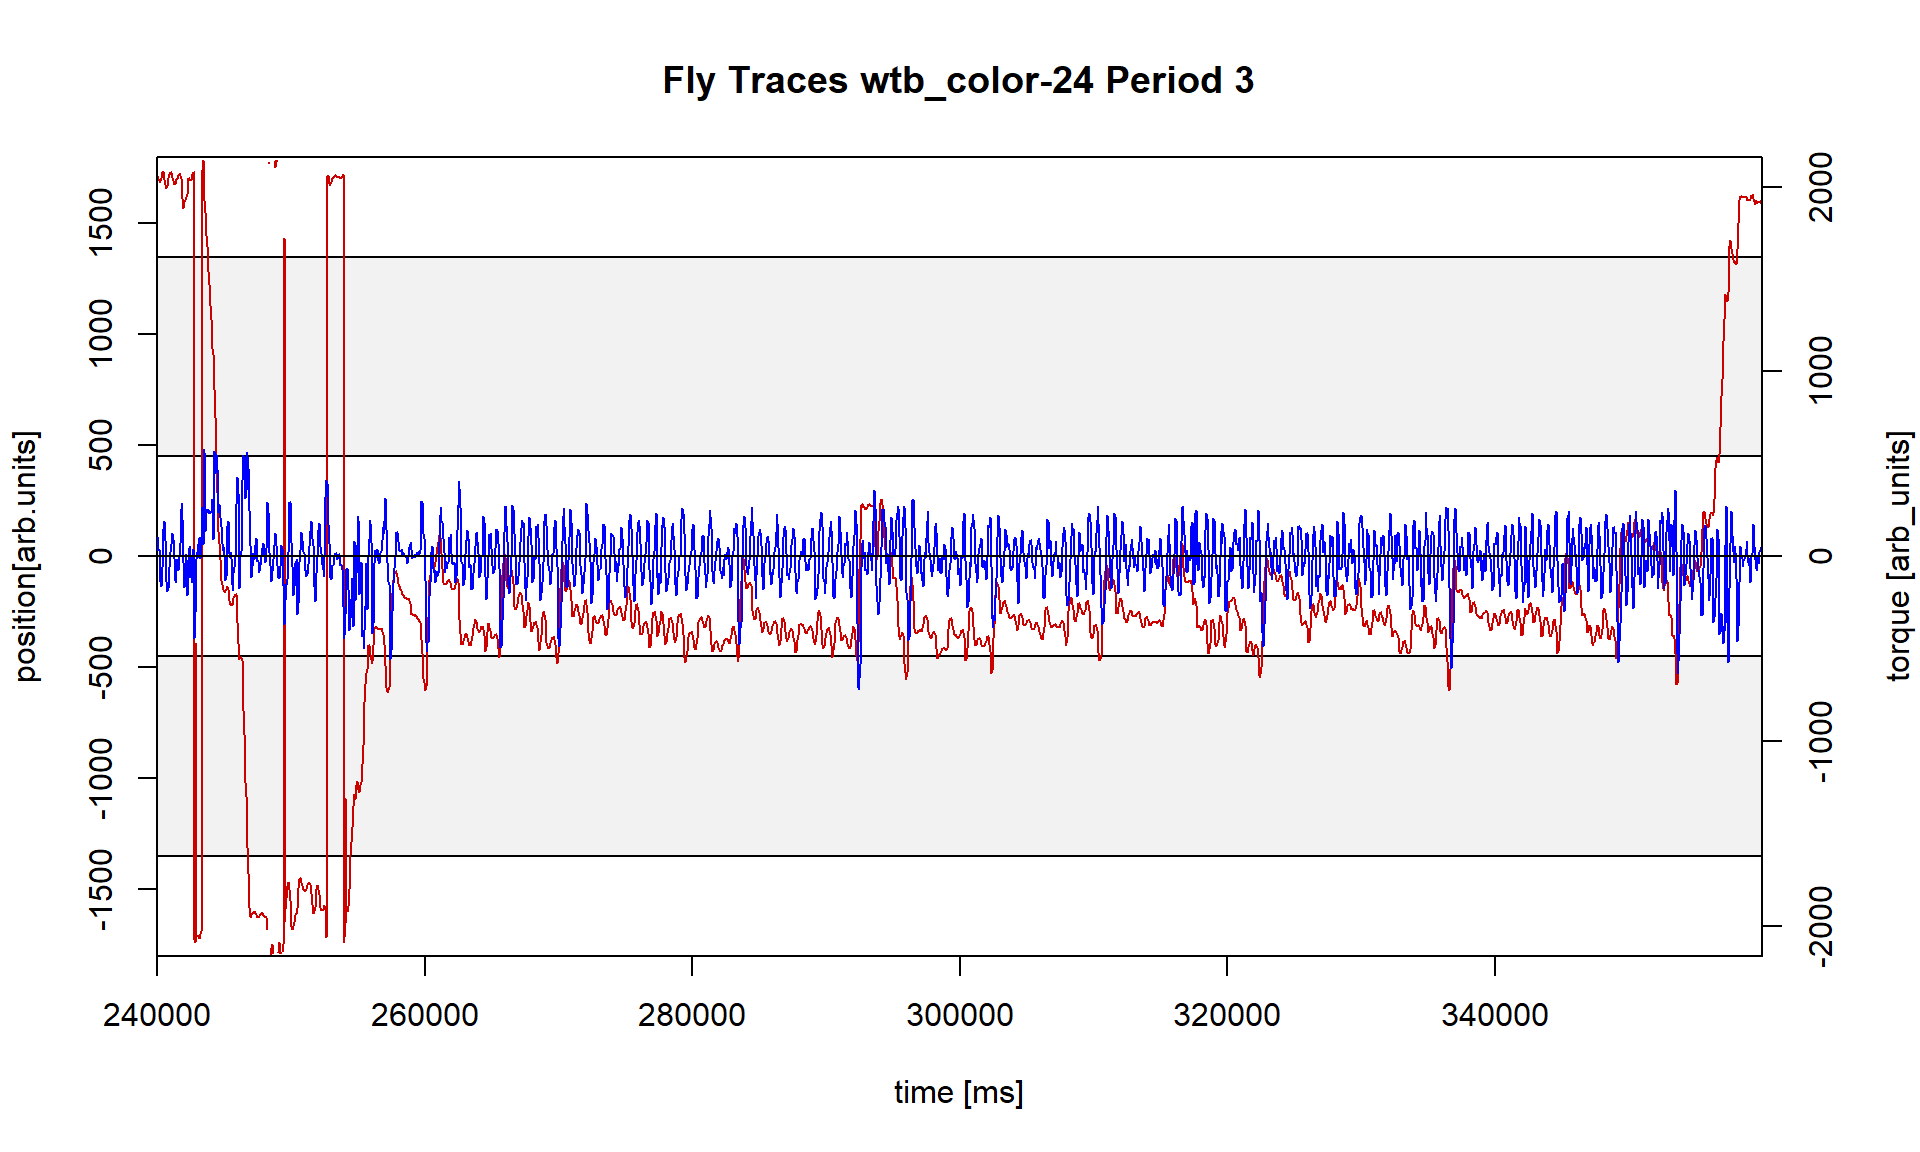 Fly Traces wtb_color-24 Period 3
position[arb.units]
1500
1000
500
0
-500
-1000
-1500
2000
1000
0
-1000
-2000
torque [arb_units]
240000 260000 280000 300000 320000 340000
time [ms]